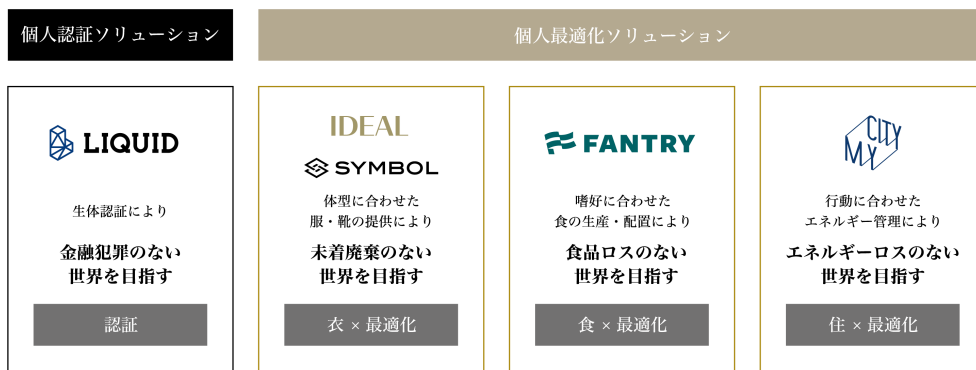 個人認証ソリューション
個人最適化ソリューション
LIQUID
生体認証により
金融犯罪のない
世界を目指す
認証
IDEAL
SYMBOL
体型に合わせた
服・靴の提供により
未着廃棄のない
世界を目指す
衣 × 最適化
FANTRY
嗜好に合わせた
食の生産・配置により
食品ロスのない
世界を目指す
食 × 最適化
MY
CITY
行動に合わせた
エネルギー管理により
エネルギーロスのない
世界を目指す
住 × 最適化